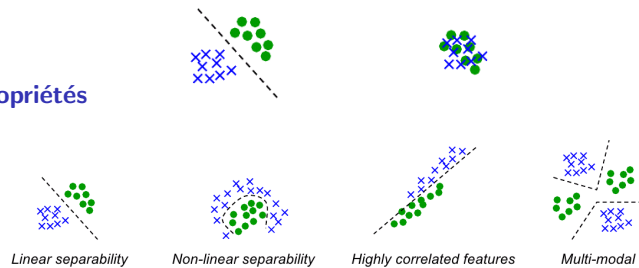 opriétés
Linear separability
Non-linear separability
Highly correlated features
Multi-modal